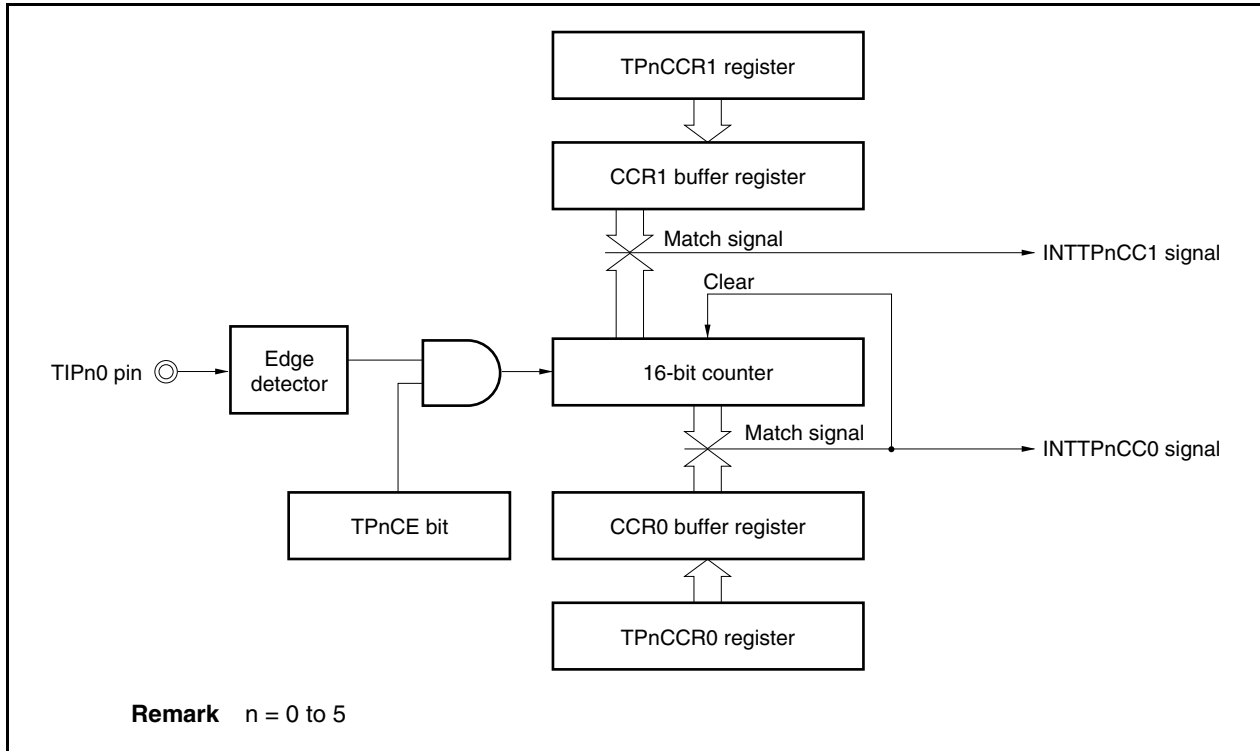 TPnCCR1 register
CCR1 buffer register
Match signal
INTTPnCC1 signal
Clear
TIPn0 pin
Edge
detector
16-bit counter
Match signal
INTTPnCC0 signal
TPnCE bit
CCR0 buffer register
TPnCCR0 register
Remark n = 0 to 5